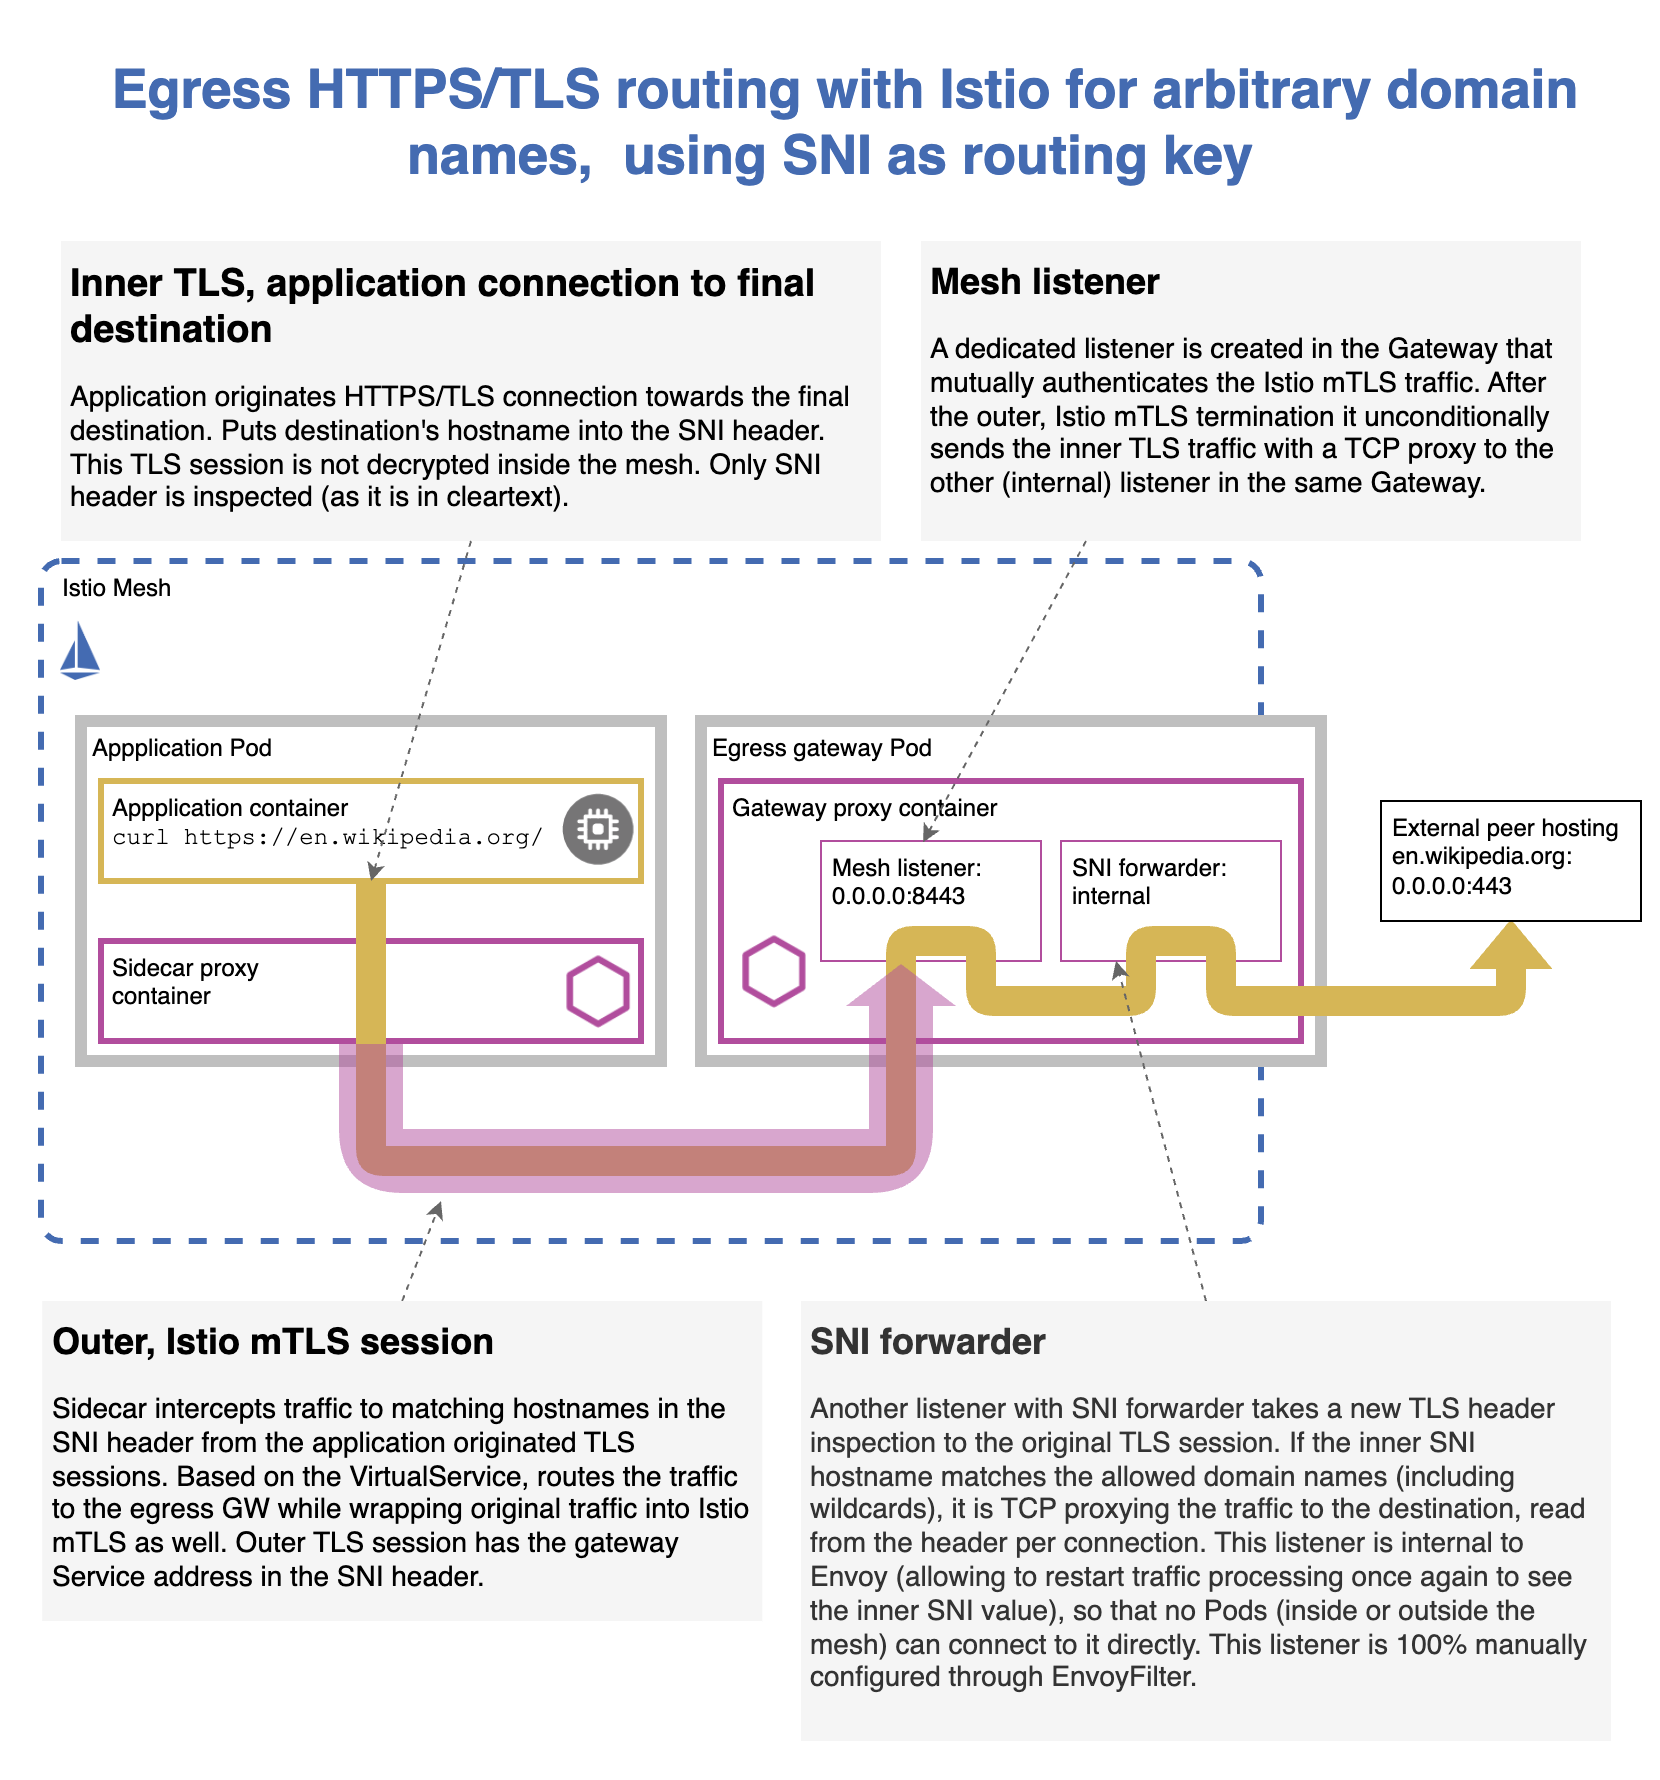 Egress HTTPS/TLS routing with Istio for arbitrary domain
names,  using SNI as routing key
Inner TLS, application connection to final
destination
Application originates HTTPS/TLS connection towards the final
destination. Puts destination's hostname into the SNI header.
This TLS session is not decrypted inside the mesh. Only SNI
header is inspected (as it is in cleartext).
Mesh listener
A dedicated listener is created in the Gateway that
mutually authenticates the Istio mTLS traffic. After
the outer, Istio mTLS termination it unconditionally
sends the inner TLS traffic with a TCP proxy to the
other (internal) listener in the same Gateway.
Istio Mesh
Appplication Pod
Appplication container
curl https://en.wikipedia.org/
Sidecar proxy
container
Egress gateway Pod
Gateway proxy container
Mesh listener:
0.0.0.0:8443
SNI forwarder:
internal
External peer hosting
en.wikipedia.org:
0.0.0.0:443
Outer, Istio mTLS session
Sidecar intercepts traffic to matching hostnames in the
SNI header from the application originated TLS
sessions. Based on the VirtualService, routes the traffic
to the egress GW while wrapping original traffic into Istio
mTLS as well. Outer TLS session has the gateway
Service address in the SNI header.
SNI forwarder
Another listener with SNI forwarder takes a new TLS header
inspection to the original TLS session. If the inner SNI
hostname matches the allowed domain names (including
wildcards), it is TCP proxying the traffic to the destination, read
from the header per connection. This listener is internal to
Envoy (allowing to restart traffic processing once again to see
the inner SNI value), so that no Pods (inside or outside the
mesh) can connect to it directly. This listener is 100% manually
configured through EnvoyFilter.